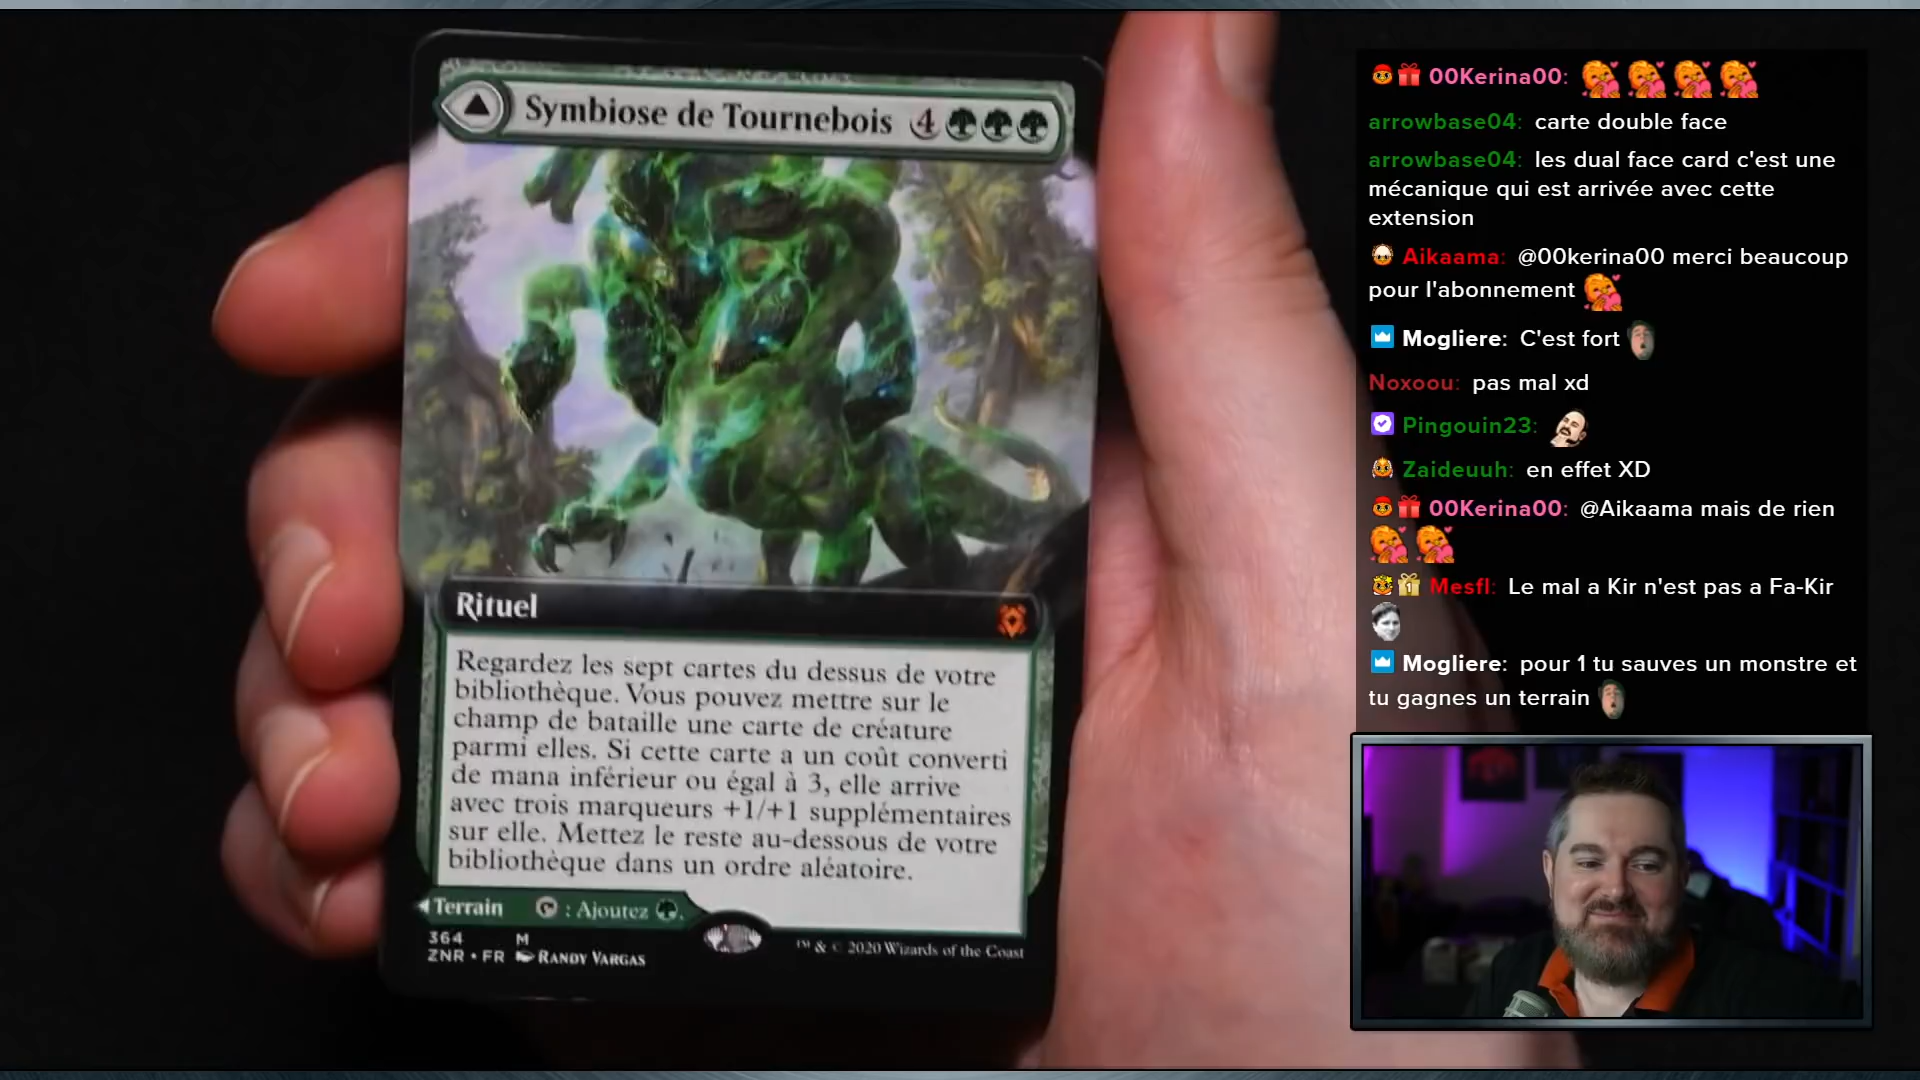 Symbiose de Tournebois 4
Rituel
Regardez les sept cartes du dessus de votre
bibliothèque. Vous pouvez mettre sur le
champ de bataille une carte de créature
parmi elles. Si cette carte a un coût converti
de mana inférieur ou égal à 3, elle arrive
avec trois marqueurs +1/+1 supplémentaires
sur elle. Mettez le reste au-dessous de votre
bibliothèque dans un ordre aléatoire.
Terrain : Ajoutez .
364 M
ZNR • FR RANDY VARGAS
™ & © 2020 Wizards of the Coast
00Kerina00:
arrowbase04: carte double face
arrowbase04: les dual face card c'est une
mécanique qui est arrivée avec cette
extension
Aikaama: @00kerina00 merci beaucoup
pour l'abonnement
Mogliere: C'est fort
Noxoou: pas mal xd
Pingouin23:
Zaideuuh: en effet XD
00Kerina00: @Aikaama mais de rien
1 Mesfl: Le mal a Kir n'est pas a Fa-Kir
Mogliere: pour 1 tu sauves un monstre et
tu gagnes un terrain